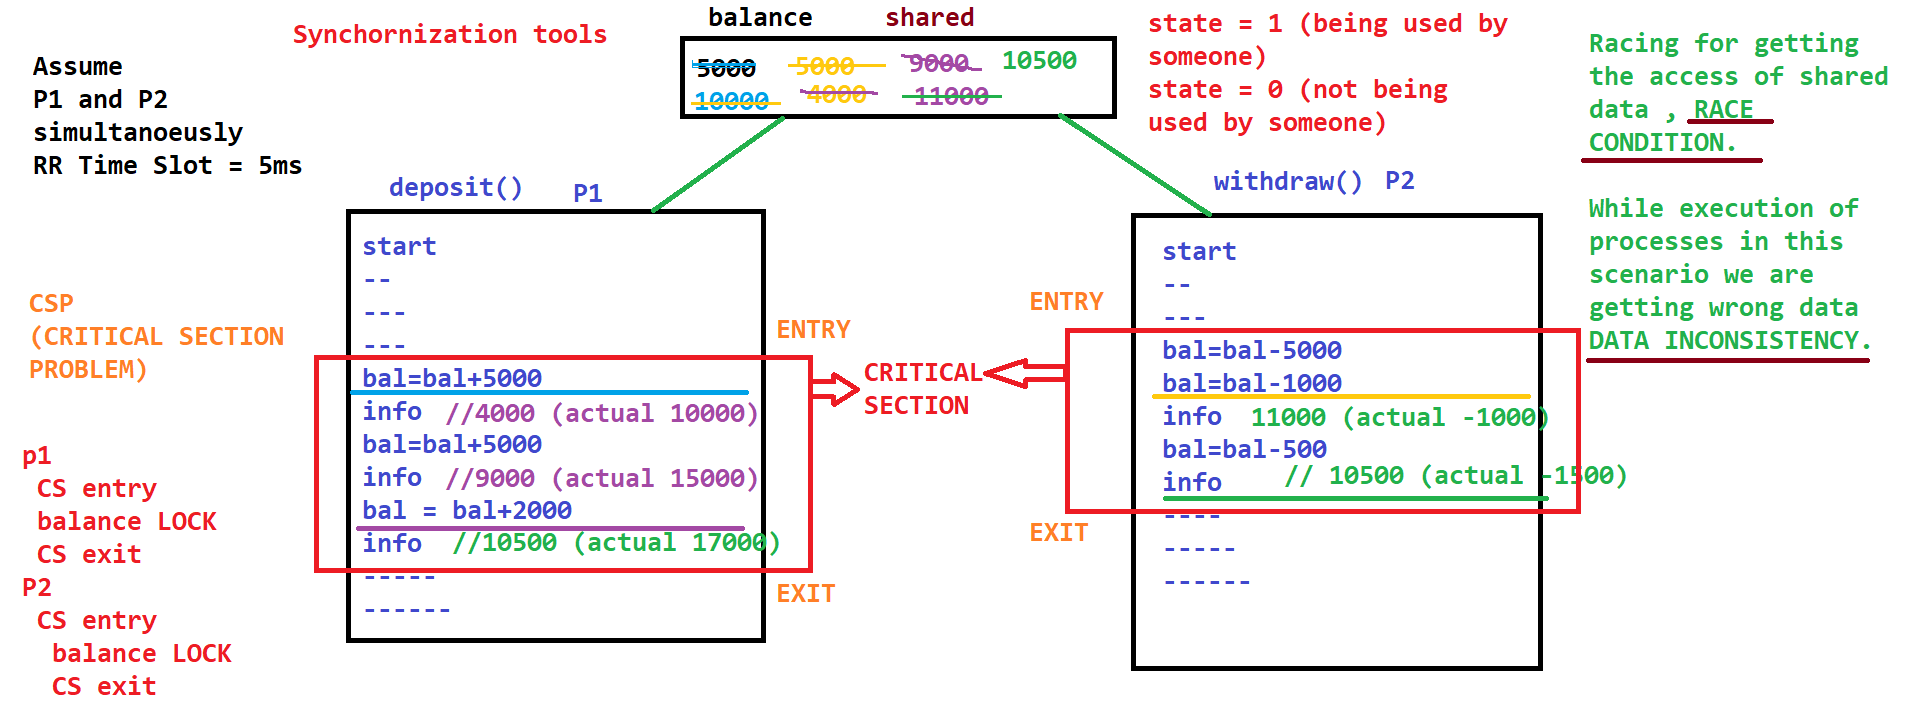 Synchornization tools
balance shared
5000 5000 9000 10500
10000 4000 11000
state = 1 (being used by
someone)
state = 0 (not being
used by someone)
Racing for getting
the access of shared
data , RACE
CONDITION.
While execution of
processes in this
scenario we are
getting wrong data
DATA INCONSISTENCY.
Assume
P1 and P2
simultanoeusly
RR Time Slot = 5ms
CSP
(CRITICAL SECTION
PROBLEM)
p1
CS entry
balance LOCK
CS exit
P2
CS entry
balance LOCK
CS exit
deposit() P1
start
--
---
---
ENTRY
bal=bal+5000
info //4000 (actual 10000)
bal=bal+5000
info //9000 (actual 15000)
bal = bal+2000
info //10500 (actual 17000)
-----
------
EXIT
CRITICAL
SECTION
withdraw() P2
start
--
---
ENTRY
bal=bal-5000
bal=bal-1000
info 11000 (actual -1000)
bal=bal-500
info // 10500 (actual -1500)
----
-----
------
EXIT